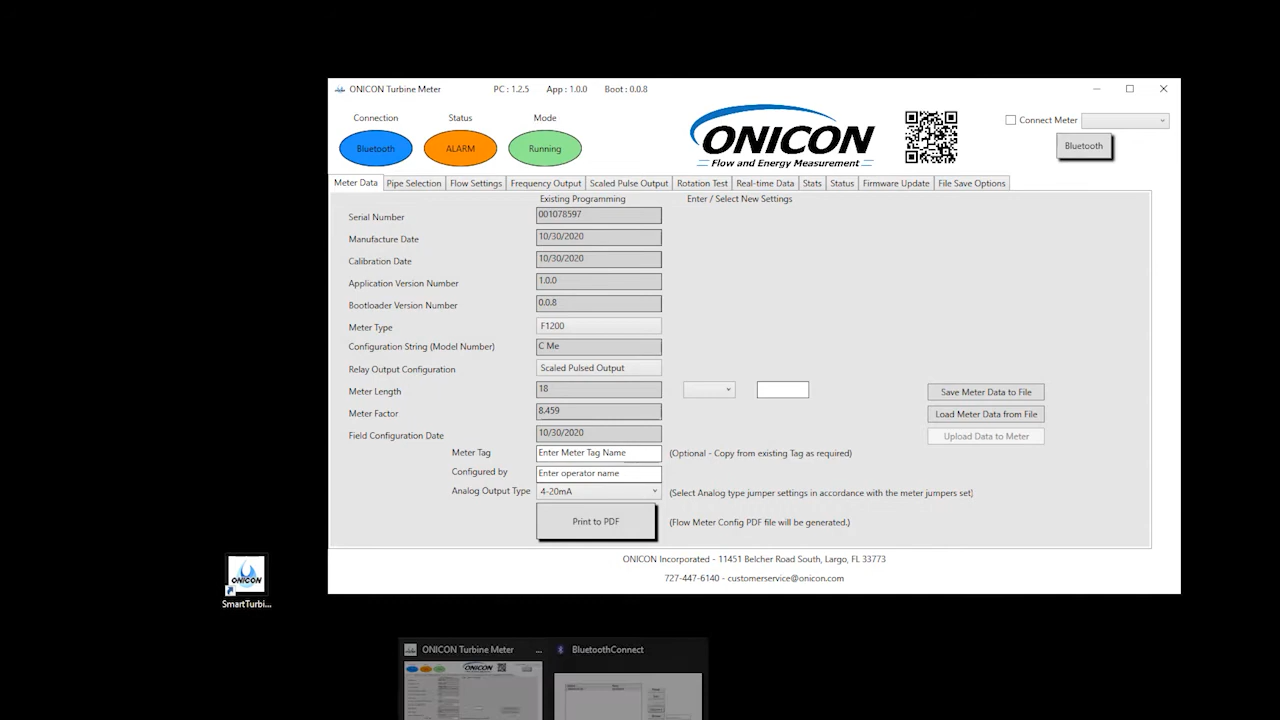 ONICON Turbine Meter PC : 1.2.5 App : 1.0.0 Boot : 0.0.8
Connection Status Mode
Bluetooth ALARM Running
ONICON
Flow and Energy Measurement
Connect Meter
Bluetooth
Meter Data Pipe Selection Flow Settings Frequency Output Scaled Pulse Output Rotation Test Real-time Data Stats Status Firmware Update File Save Options
Existing Programming Enter / Select New Settings
Serial Number 001078597
Manufacture Date 10/30/2020
Calibration Date 10/30/2020
Application Version Number 1.0.0
Bootloader Version Number 0.0.8
Meter Type F1200
Configuration String (Model Number) C Me
Relay Output Configuration Scaled Pulsed Output
Meter Length 18
Save Meter Data to File
Meter Factor 8.459
Load Meter Data from File
Field Configuration Date 10/30/2020
Upload Data to Meter
Meter Tag Enter Meter Tag Name (Optional - Copy from existing Tag as required)
Configured by Enter operator name
Analog Output Type 4-20mA (Select Analog type jumper settings in accordance with the meter jumpers set)
Print to PDF (Flow Meter Config PDF file will be generated.)
ONICON Incorporated - 11451 Belcher Road South, Largo, FL 33773
727-447-6140 - customerservice@onicon.com
ONICON
SmartTurbi...
ONICON Turbine Meter ... BluetoothConnect
ONICON